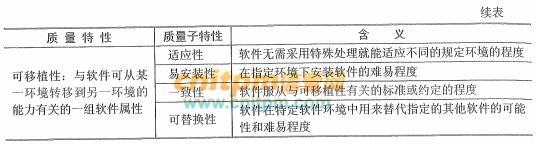 续表
质量特性 质量子特性 含义
可移植性：与软件可从某
一环境转移到另一环境的
能力有关的一组软件属性
适应性 软件无需采用特殊处理就能适应不同的规定环境的程度
易安装性 在指定环境下安装软件的难易程度
一致性 软件服从与可移植性有关的标准或约定的程度
可替换性 软件在特定软件环境中用来替代指定的其他软件的可能
性和难易程度